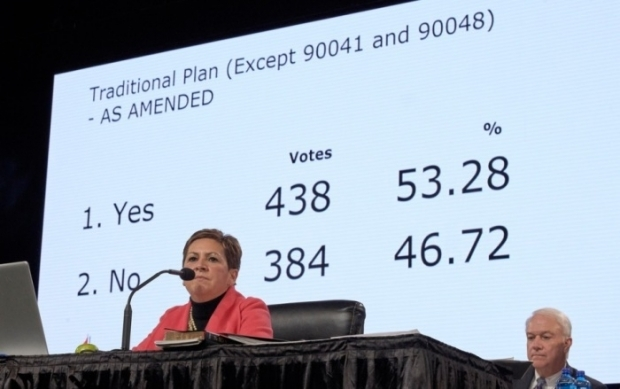 Traditional Plan (Except 90041 and 90048)
- AS AMENDED
Votes %
1. Yes 438 53.28
2. No 384 46.72